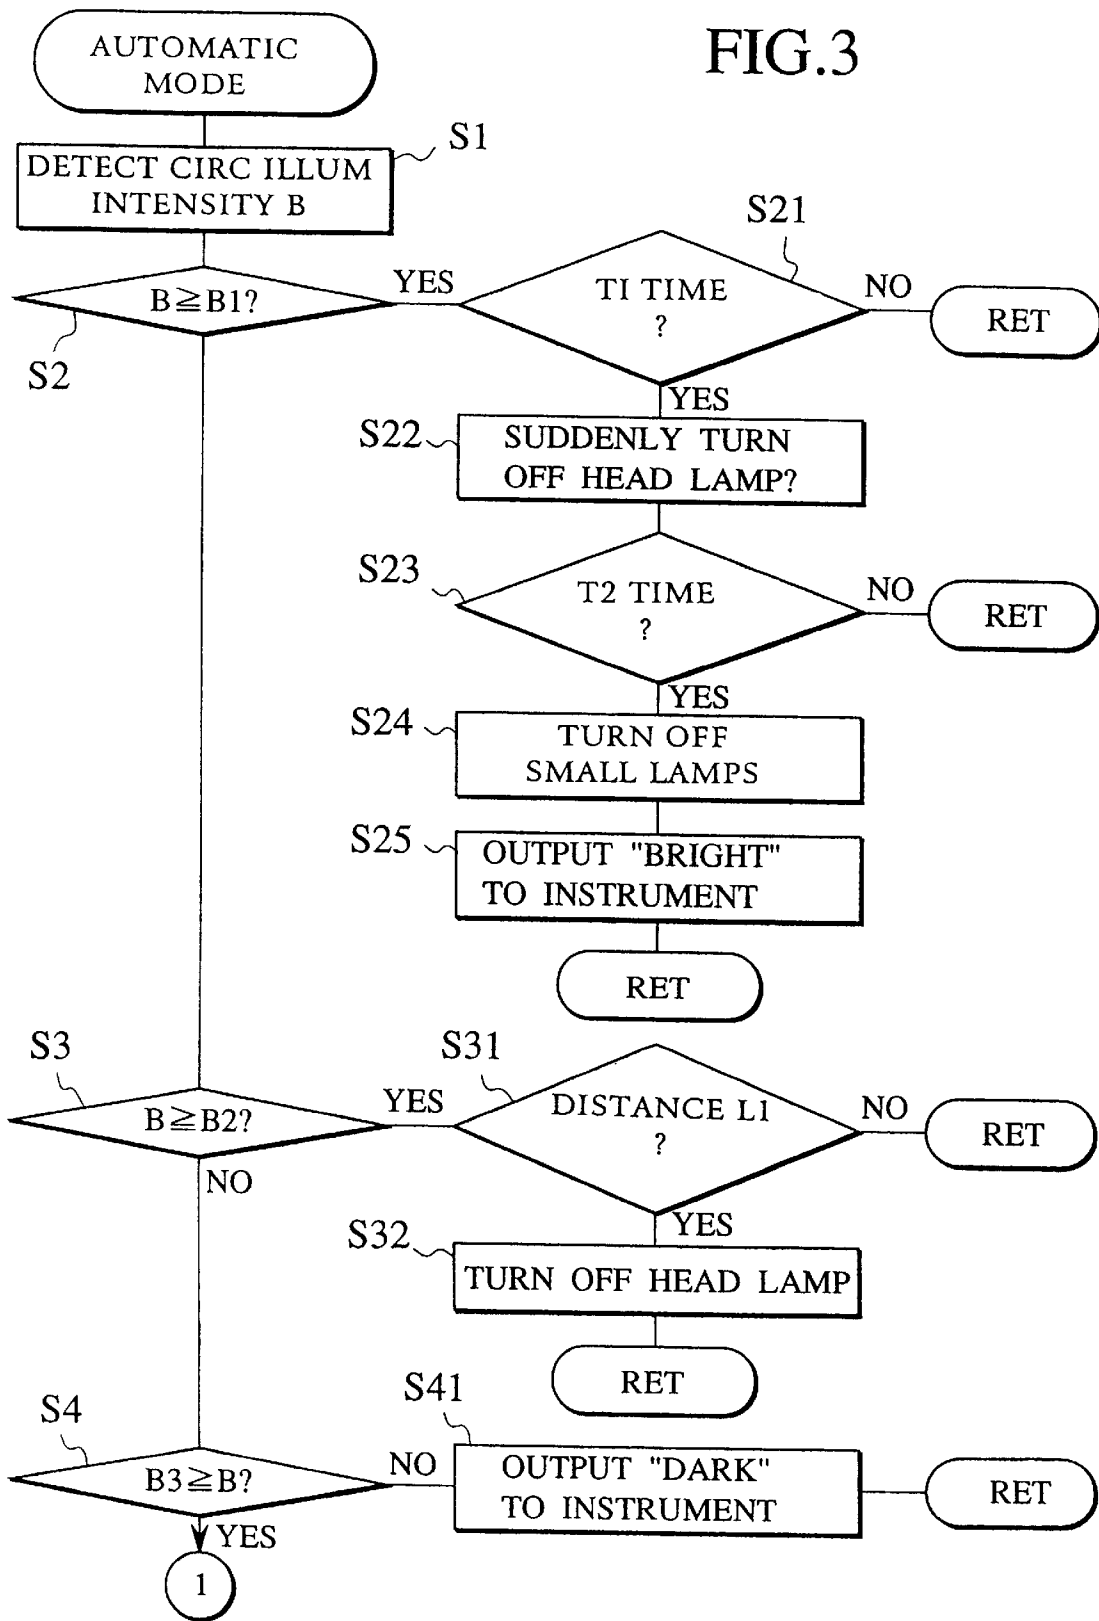 FIG.3
AUTOMATIC
MODE
S1
DETECT CIRC ILLUM
INTENSITY B
S2
B≧B1?
YES
S21
T1 TIME
?
NO
RET
YES
S22
SUDDENLY TURN
OFF HEAD LAMP?
S23
T2 TIME
?
NO
RET
YES
S24
TURN OFF
SMALL LAMPS
S25
OUTPUT "BRIGHT"
TO INSTRUMENT
RET
S3
B≧B2?
YES
NO
S31
DISTANCE L1
?
NO
RET
YES
S32
TURN OFF HEAD LAMP
RET
S4
B3≧B?
NO
S41
OUTPUT "DARK"
TO INSTRUMENT
RET
YES
1